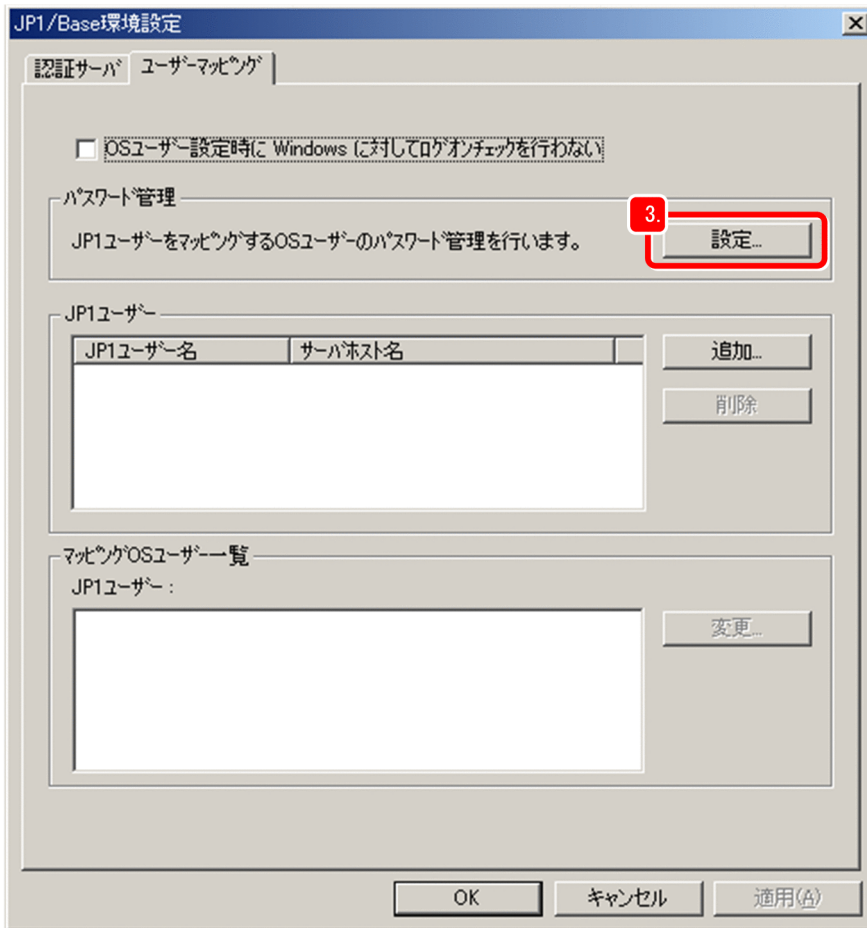 JP1/Base環境設定
認証サーバ ユーザーマッピング
OSユーザー設定時に Windows に対してログオンチェックを行わない
パスワード管理
3.
JP1ユーザーをマッピングするOSユーザーのパスワード管理を行います。 設定...
JP1ユーザー
JP1ユーザー名 サーバホスト名 追加...
削除
マッピングOSユーザー一覧
JP1ユーザー :
変更...
OK キャンセル 適用(A)